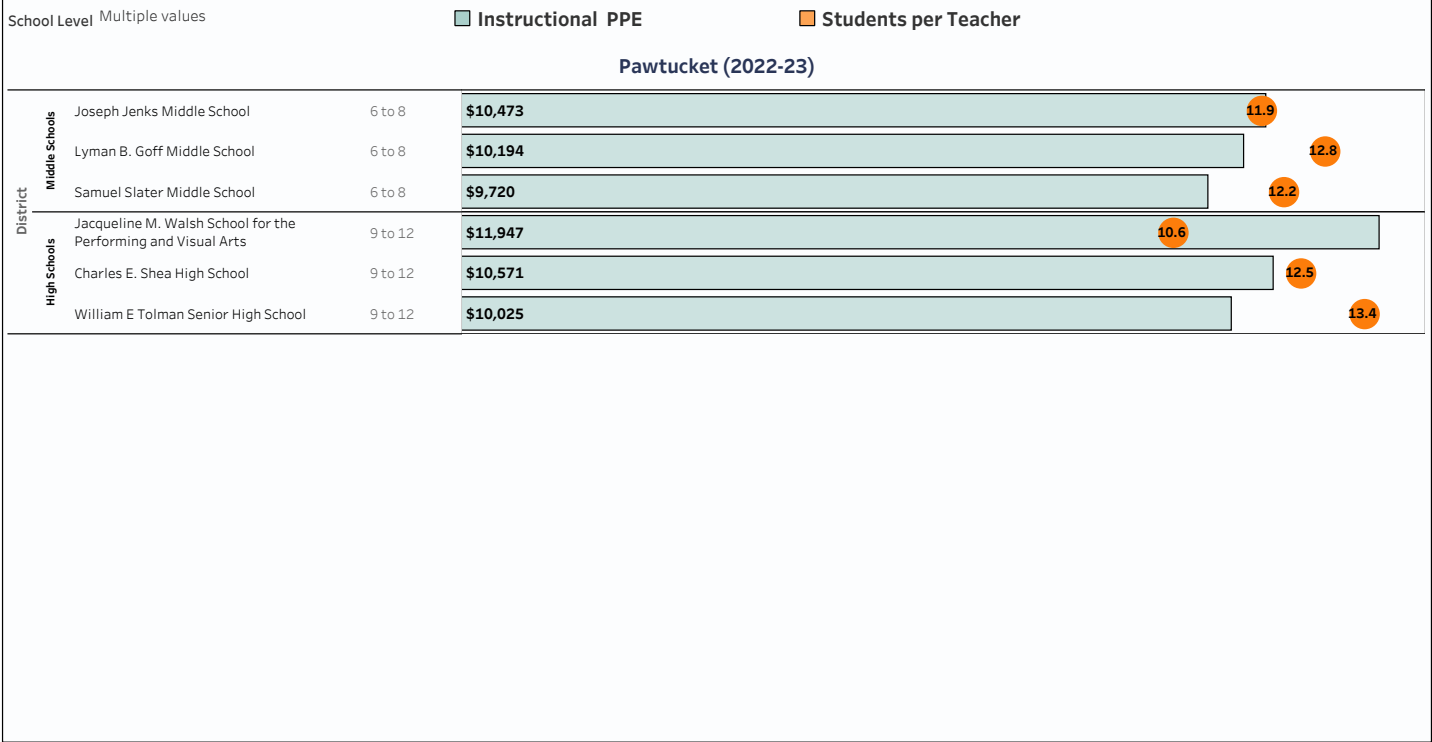 School Level Multiple values Instructional PPE Students per Teacher
Pawtucket (2022-23)
District
Middle Schools
Joseph Jenks Middle School 6 to 8 $10,473 11.9
Lyman B. Goff Middle School 6 to 8 $10,194 12.8
Samuel Slater Middle School 6 to 8 $9,720 12.2
High Schools
Jacqueline M. Walsh School for the
Performing and Visual Arts 9 to 12 $11,947 10.6
Charles E. Shea High School 9 to 12 $10,571 12.5
William E Tolman Senior High School 9 to 12 $10,025 13.4